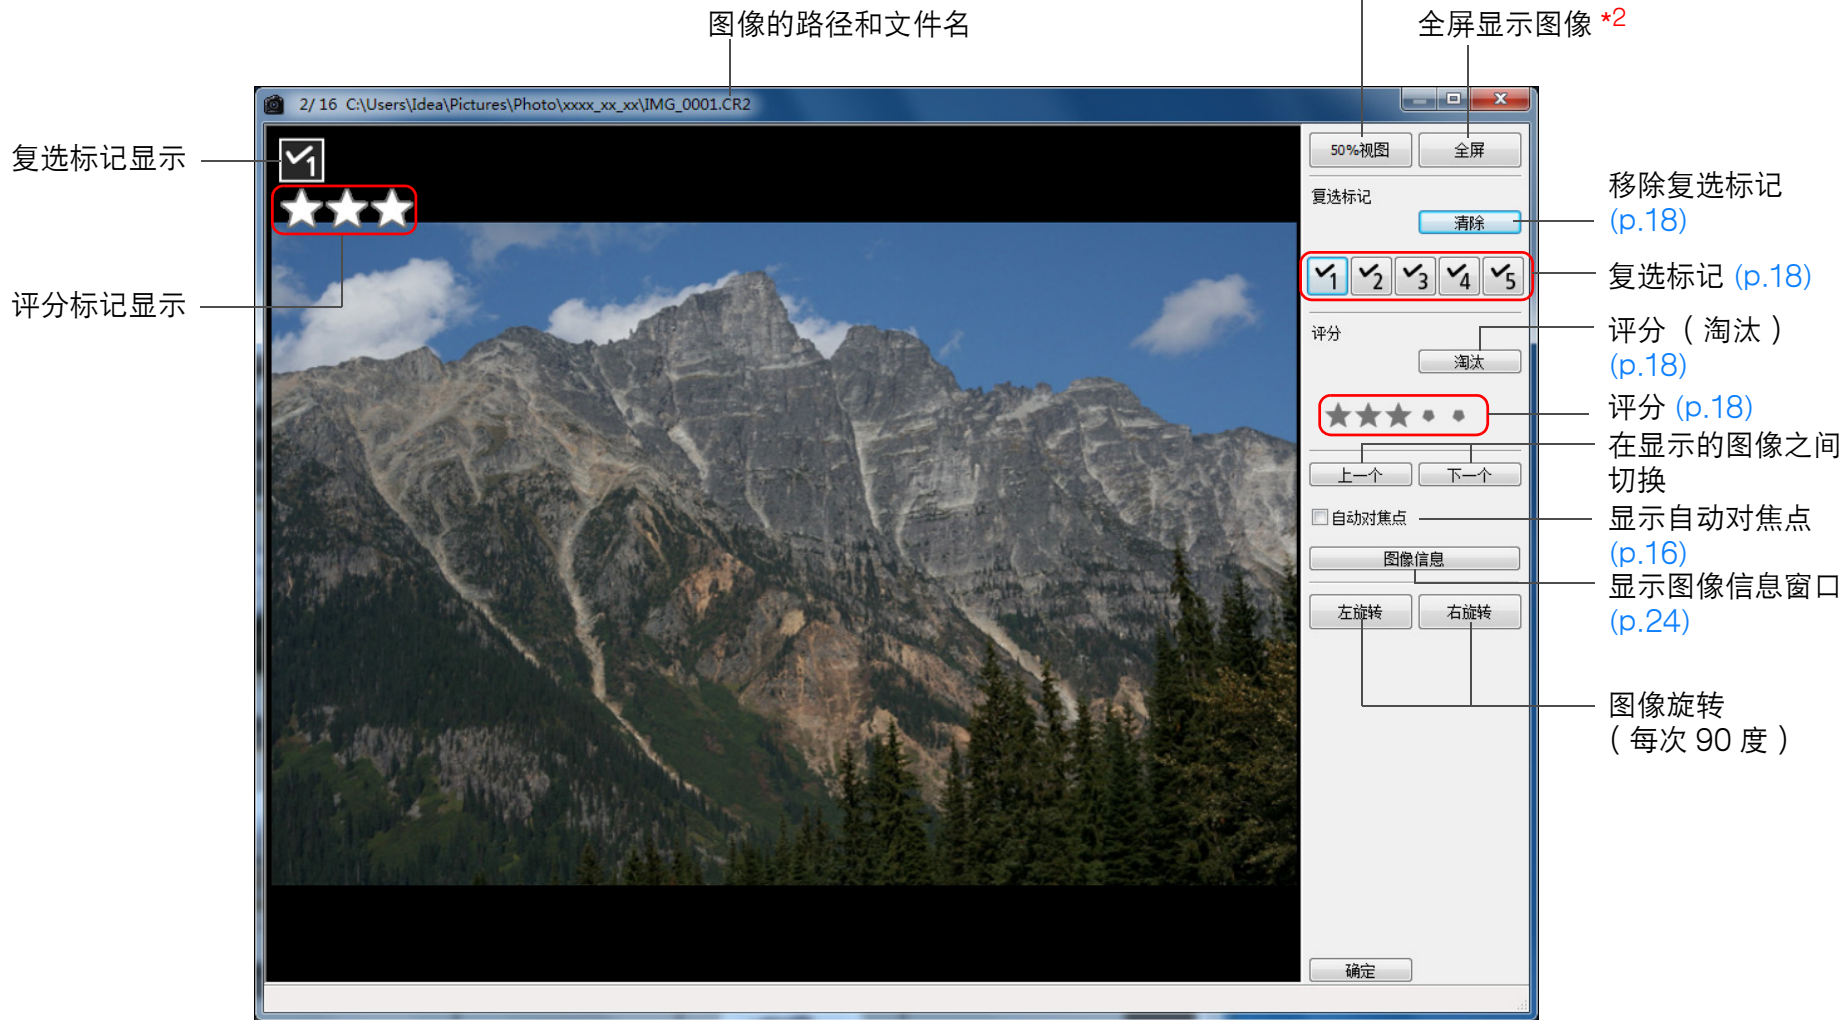 图像的路径和文件名
全屏显示图像 *2
2/ 16 C:\Users\Idea\Pictures\Photo\xxxx_xx_xx\IMG_0001.CR2
复选标记显示
评分标记显示
1
50%视图
全屏
复选标记
清除
移除复选标记
(p.18)
1 2 3 4 5
复选标记 (p.18)
评分
淘汰
评分（淘汰）
(p.18)
评分 (p.18)
上一个
下一个
在显示的图像之间
切换
自动对焦点
显示自动对焦点
(p.16)
图像信息
显示图像信息窗口
(p.24)
左旋转
右旋转
图像旋转
（每次 90 度）
确定